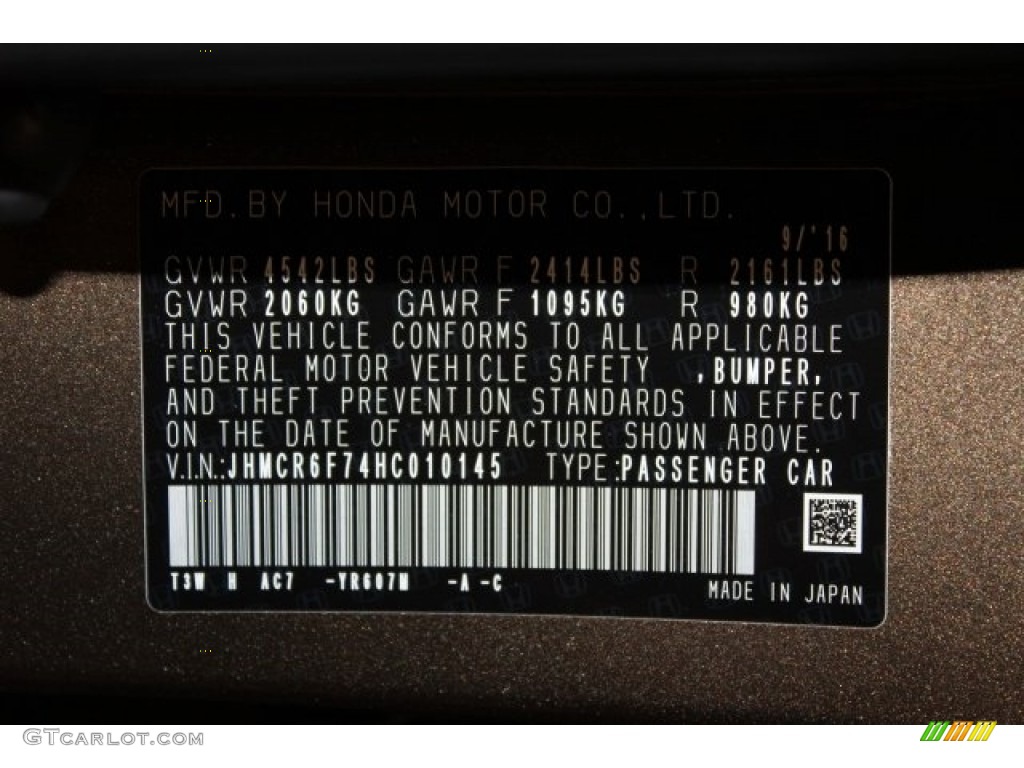 MFD.BY HONDA MOTOR CO.,LTD.
9/'16
GVWR 4542LBS GAWR F 2414LBS R 2161LBS
GVWR 2060KG GAWR F 1095KG R 980KG
THIS VEHICLE CONFORMS TO ALL APPLICABLE
FEDERAL MOTOR VEHICLE SAFETY ,BUMPER,
AND THEFT PREVENTION STANDARDS IN EFFECT
ON THE DATE OF MANUFACTURE SHOWN ABOVE.
V.I.N.:JHMCR6F74HC010145 TYPE:PASSENGER CAR
T3W H AC7 -YR607M -A -C
MADE IN JAPAN
GTCarlot.com